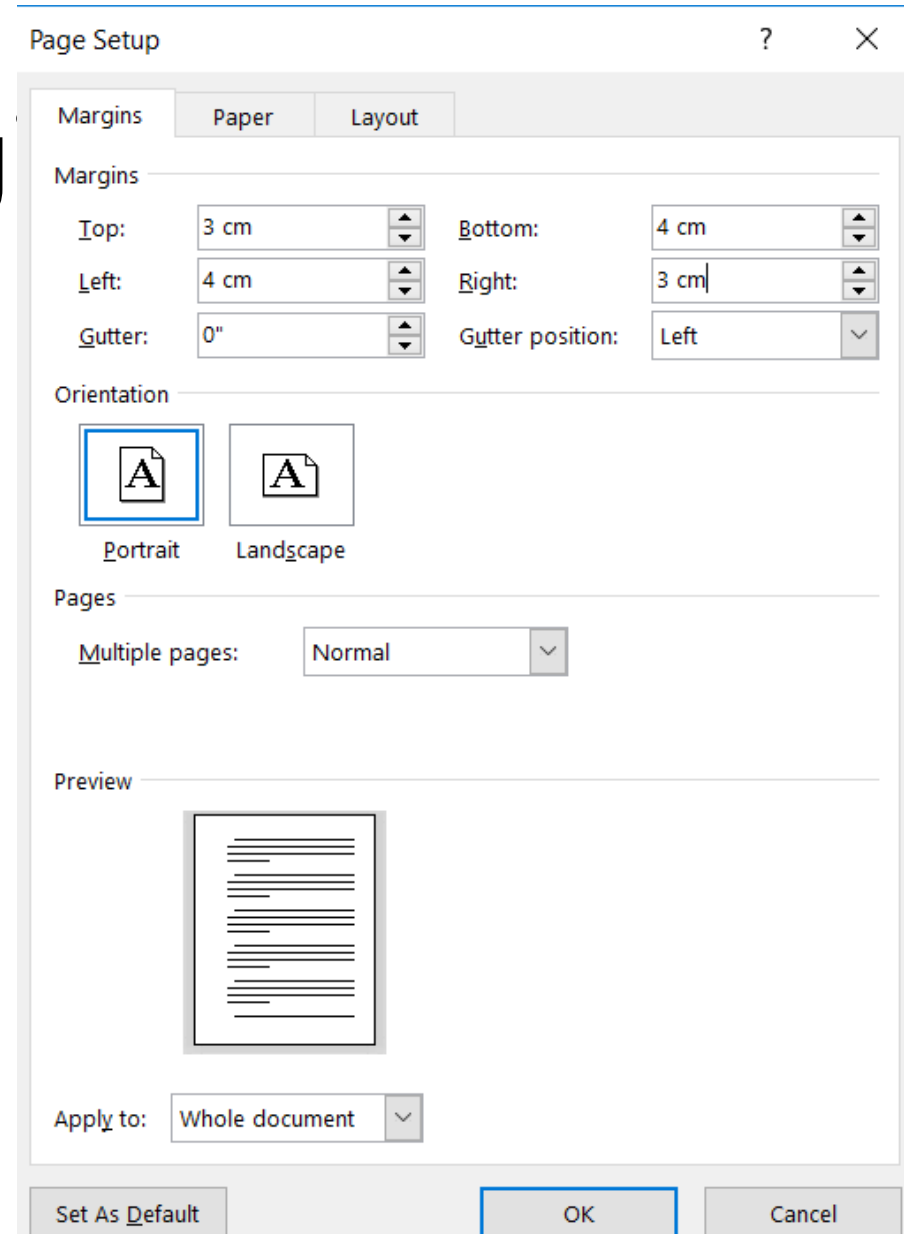 Page Setup ? ×
Margins Paper Layout
Margins
Top: 3 cm Bottom: 4 cm
Left: 4 cm Right: 3 cm
Gutter: 0" Gutter position: Left
Orientation
A A
Portrait Landscape
Pages
Multiple pages: Normal
Preview
Apply to: Whole document
Set As Default OK Cancel